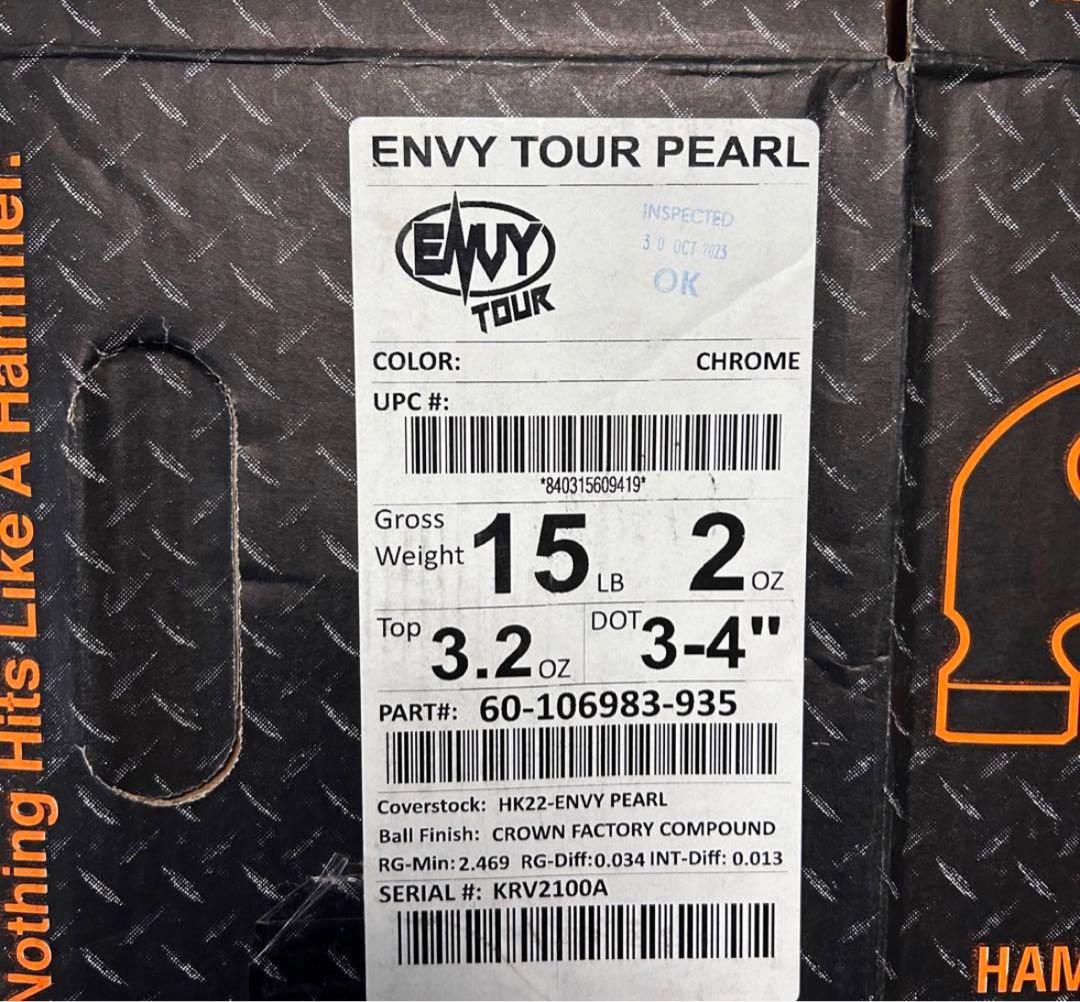 Nothing Hits Like A Hammer.
ENVY TOUR PEARL
ENVY
TOUR
INSPECTED
30 OCT 2023
OK
COLOR: CHROME
UPC #:
*840315609419*
Gross Weight 15 LB 2 OZ
Top 3.2 OZ DOT 3-4"
PART#: 60-106983-935
Coverstock: HK22-ENVY PEARL
Ball Finish: CROWN FACTORY COMPOUND
RG-Min: 2.469 RG-Diff:0.034 INT-Diff: 0.013
SERIAL #: KRV2100A
HAM